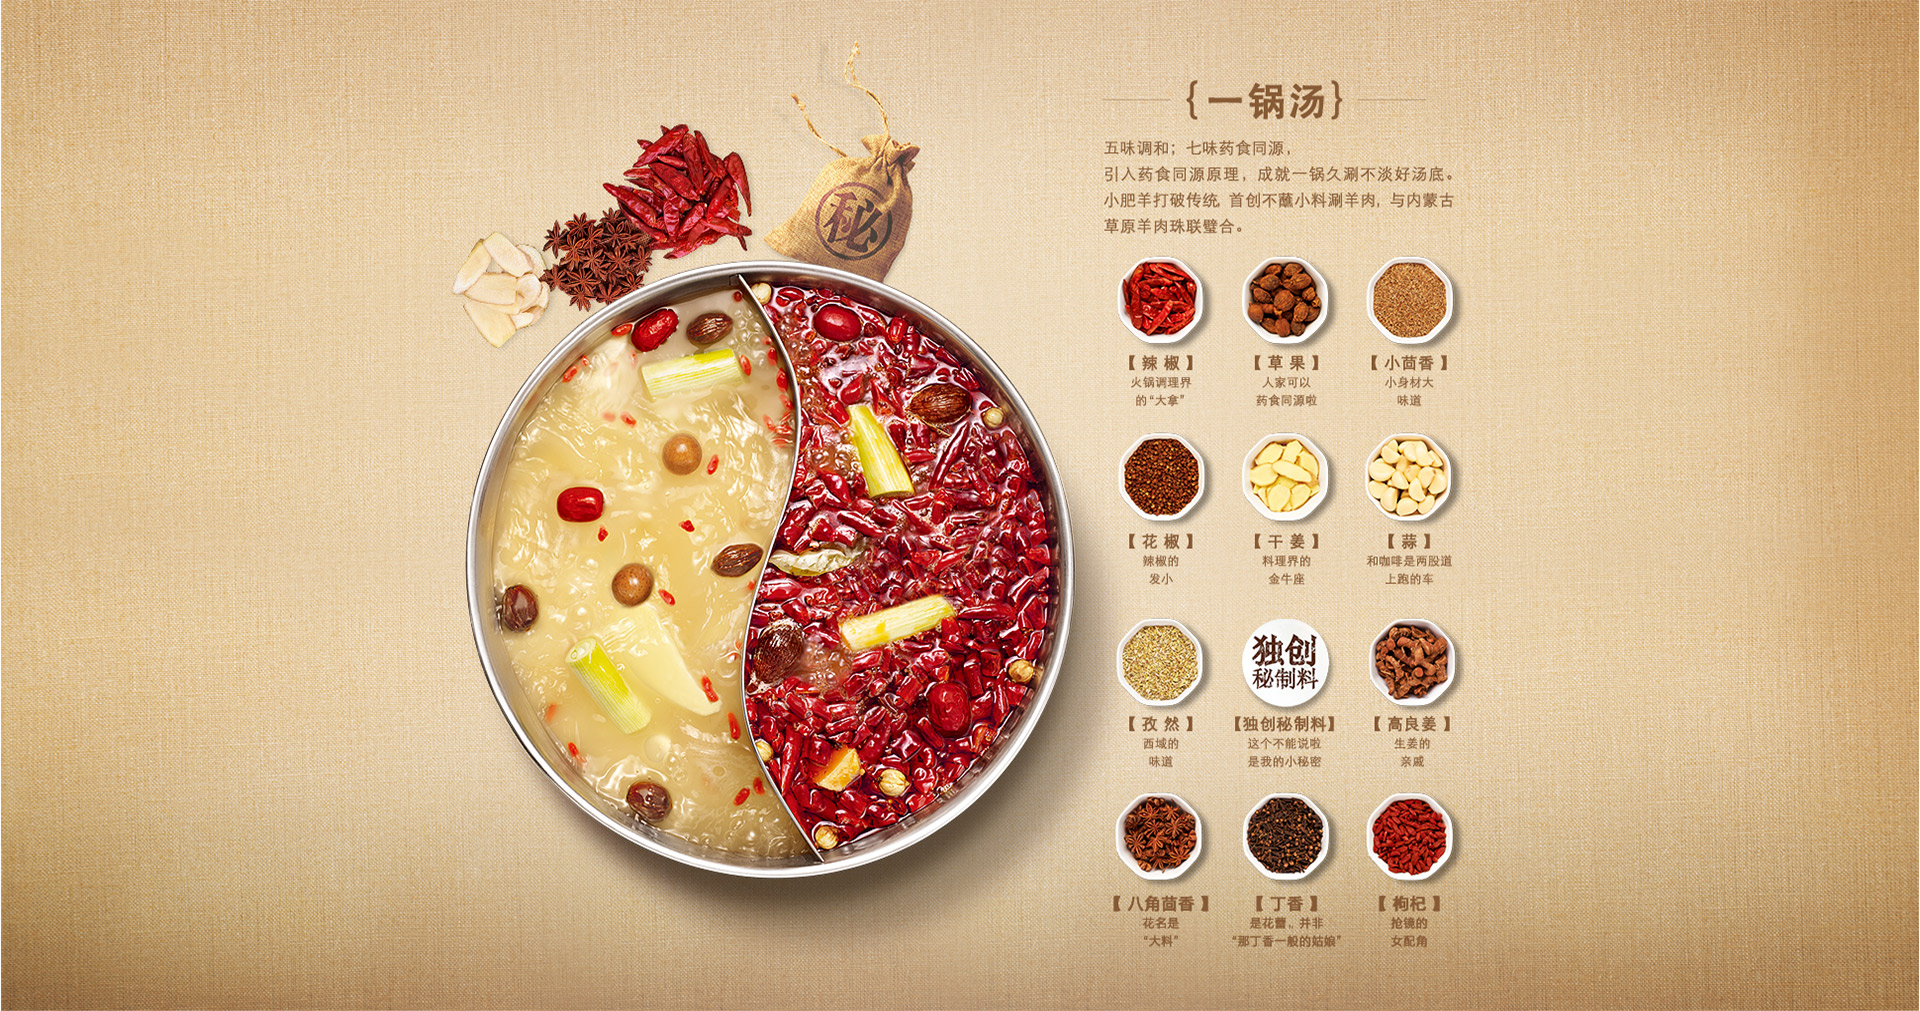 秘
{一锅汤}
五味调和；七味药食同源，
引入药食同源原理，成就一锅久涮不淡好汤底。
小肥羊打破传统，首创不蘸小料涮羊肉，与内蒙古
草原羊肉珠联璧合。
【 辣 椒 】
火锅调理界
的“大拿”
【 草 果 】
人家可以
药食同源啦
【 小茴香 】
小身材大
味道
【 花 椒 】
辣椒的
发小
【 干 姜 】
料理界的
金牛座
【 蒜 】
和咖啡是两股道
上跑的车
【 孜 然 】
西域的
味道
独创
秘制料
【独创秘制料】
这个不能说啦
是我的小秘密
【 高良姜 】
生姜的
亲戚
【 八角茴香 】
花名是
“大料”
【 丁香 】
是花蕾、并非
“那丁香一般的姑娘”
【 枸杞 】
抢镜的
女配角